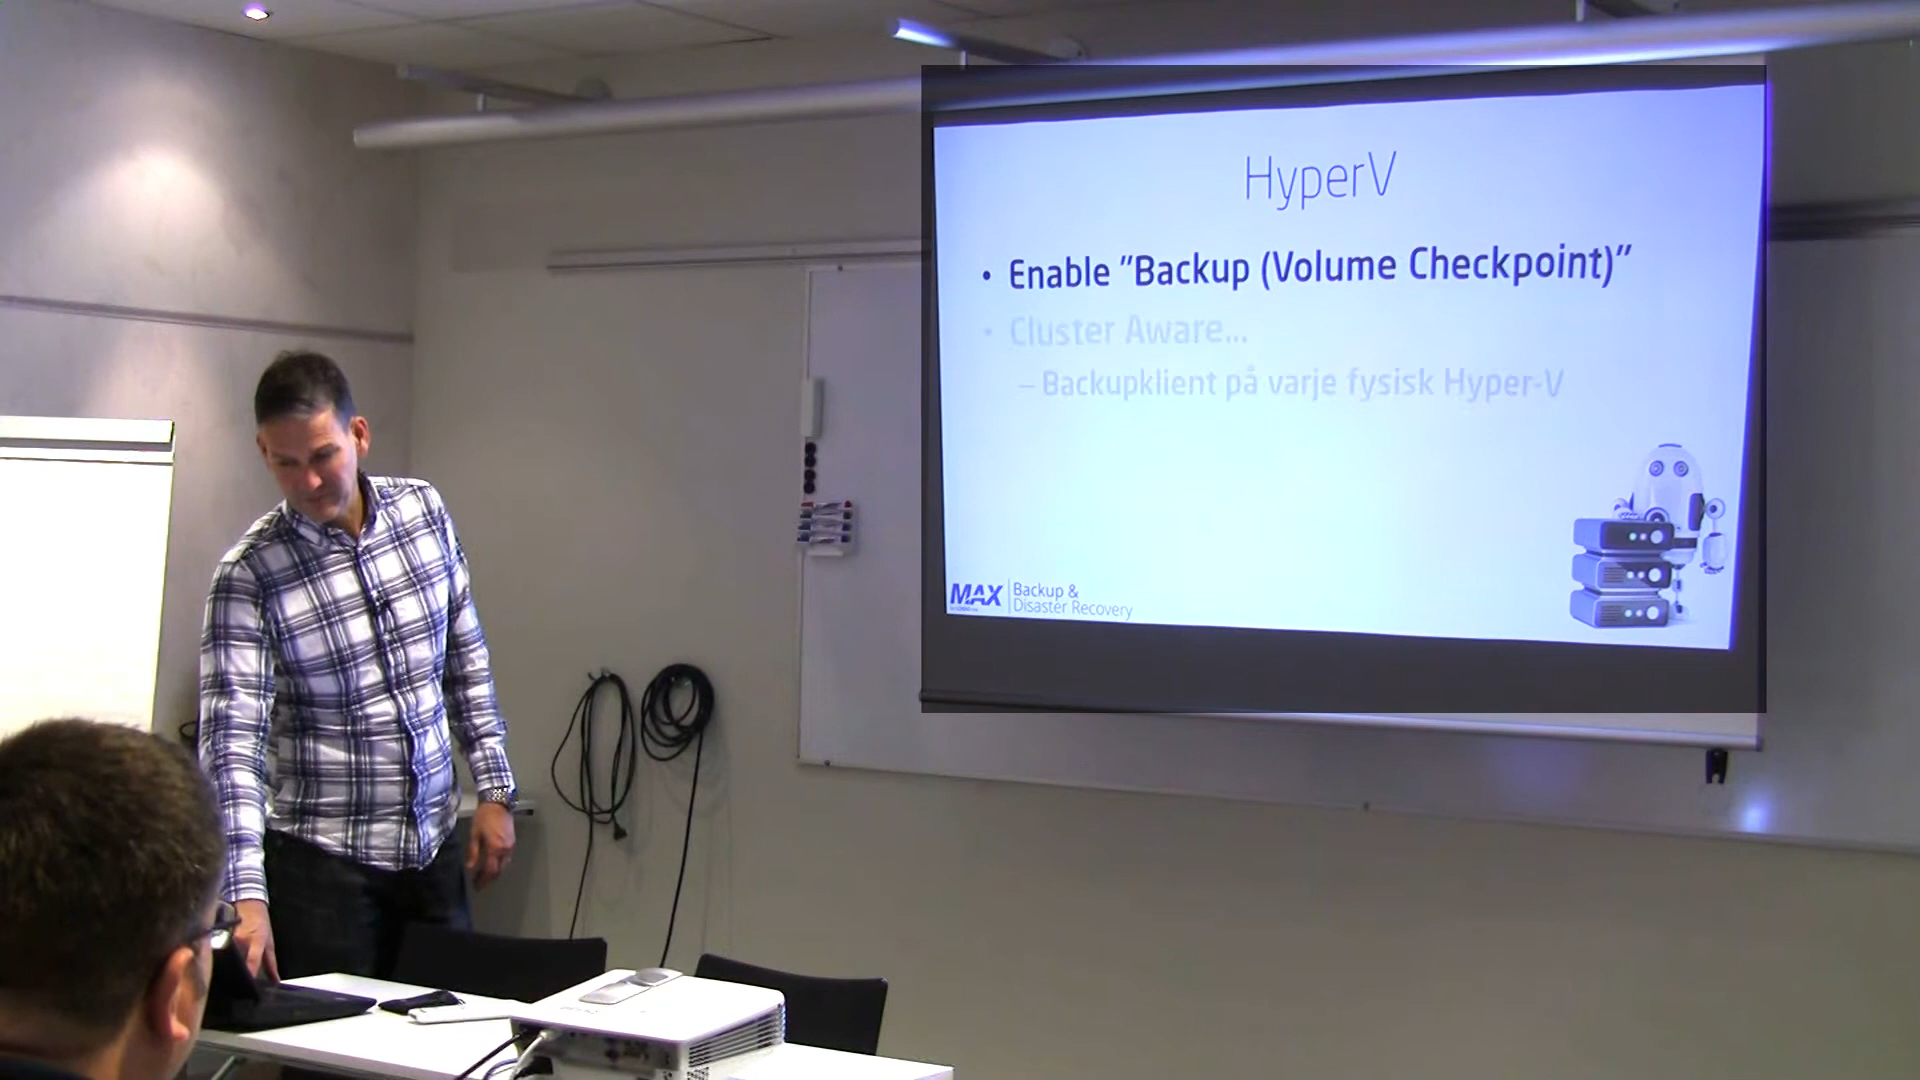 HyperV
• Enable "Backup (Volume Checkpoint)"
• Cluster Aware...
– Backupklient på varje fysisk Hyper-V
MAX
Backup &
Disaster Recovery